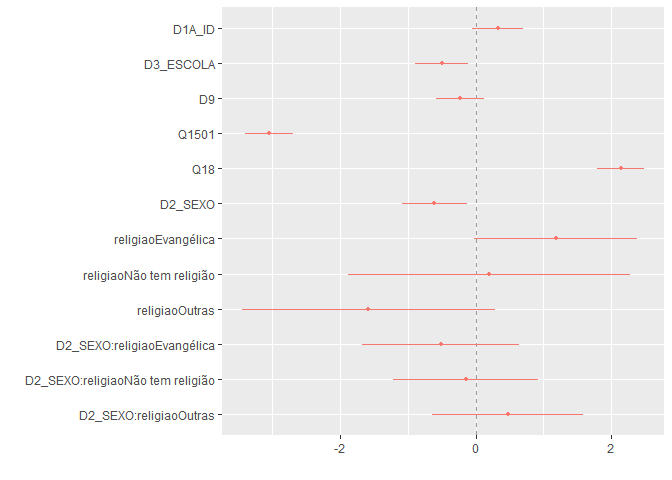 D1A_ID
D3_ESCOLA
D9
Q1501
Q18
D2_SEXO
religiaoEvangélica
religiaoNão tem religião
religiaoOutras
D2_SEXO:religiaoEvangélica
D2_SEXO:religiaoNão tem religião
D2_SEXO:religiaoOutras
-2 0 2